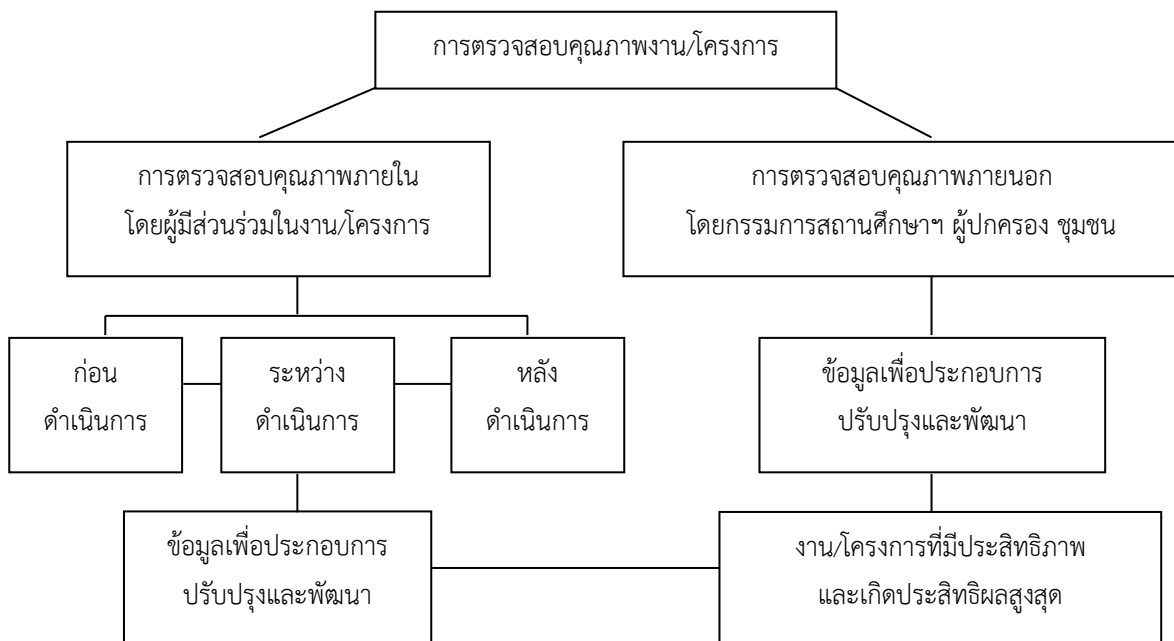 การตรวจสอบคุณภาพงาน/โครงการ
การตรวจสอบคุณภาพภายใน
โดยผู้มีส่วนร่วมในงาน/โครงการ
การตรวจสอบคุณภาพภายนอก
โดยกรรมการสถานศึกษาฯ ผู้ปกครอง ชุมชน
ก่อน
ดำเนินการ
ระหว่าง
ดำเนินการ
หลัง
ดำเนินการ
ข้อมูลเพื่อประกอบการ
ปรับปรุงและพัฒนา
ข้อมูลเพื่อประกอบการ
ปรับปรุงและพัฒนา
งาน/โครงการที่มีประสิทธิภาพ
และเกิดประสิทธิผลสูงสุด